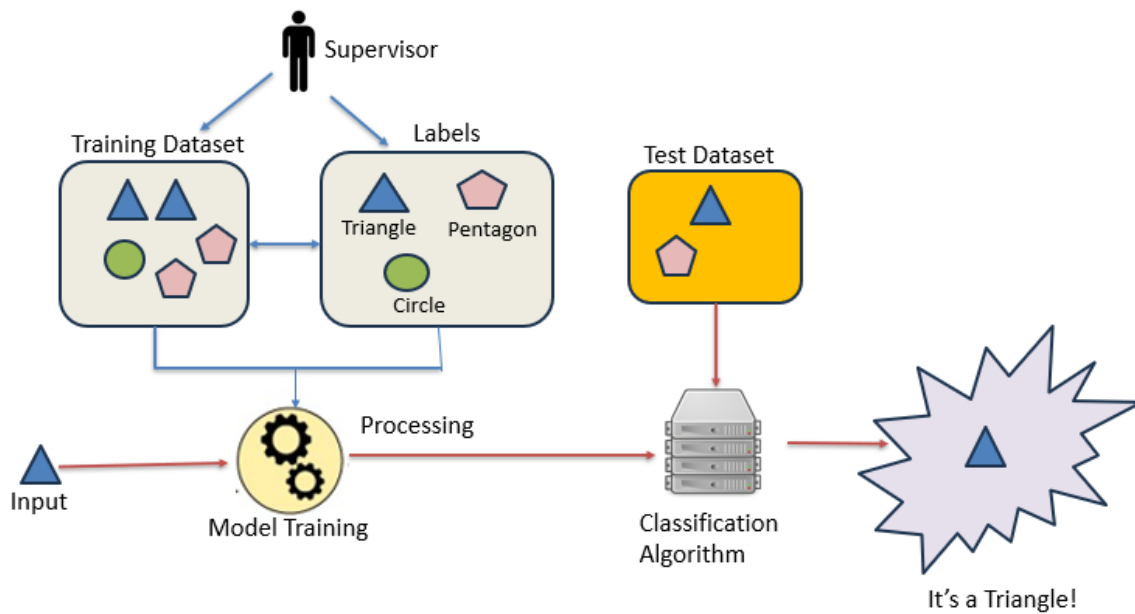 Supervisor
Training Dataset
Labels
Test Dataset
Triangle
Pentagon
Circle
Processing
Input
Model Training
Classification
Algorithm
It's a Triangle!